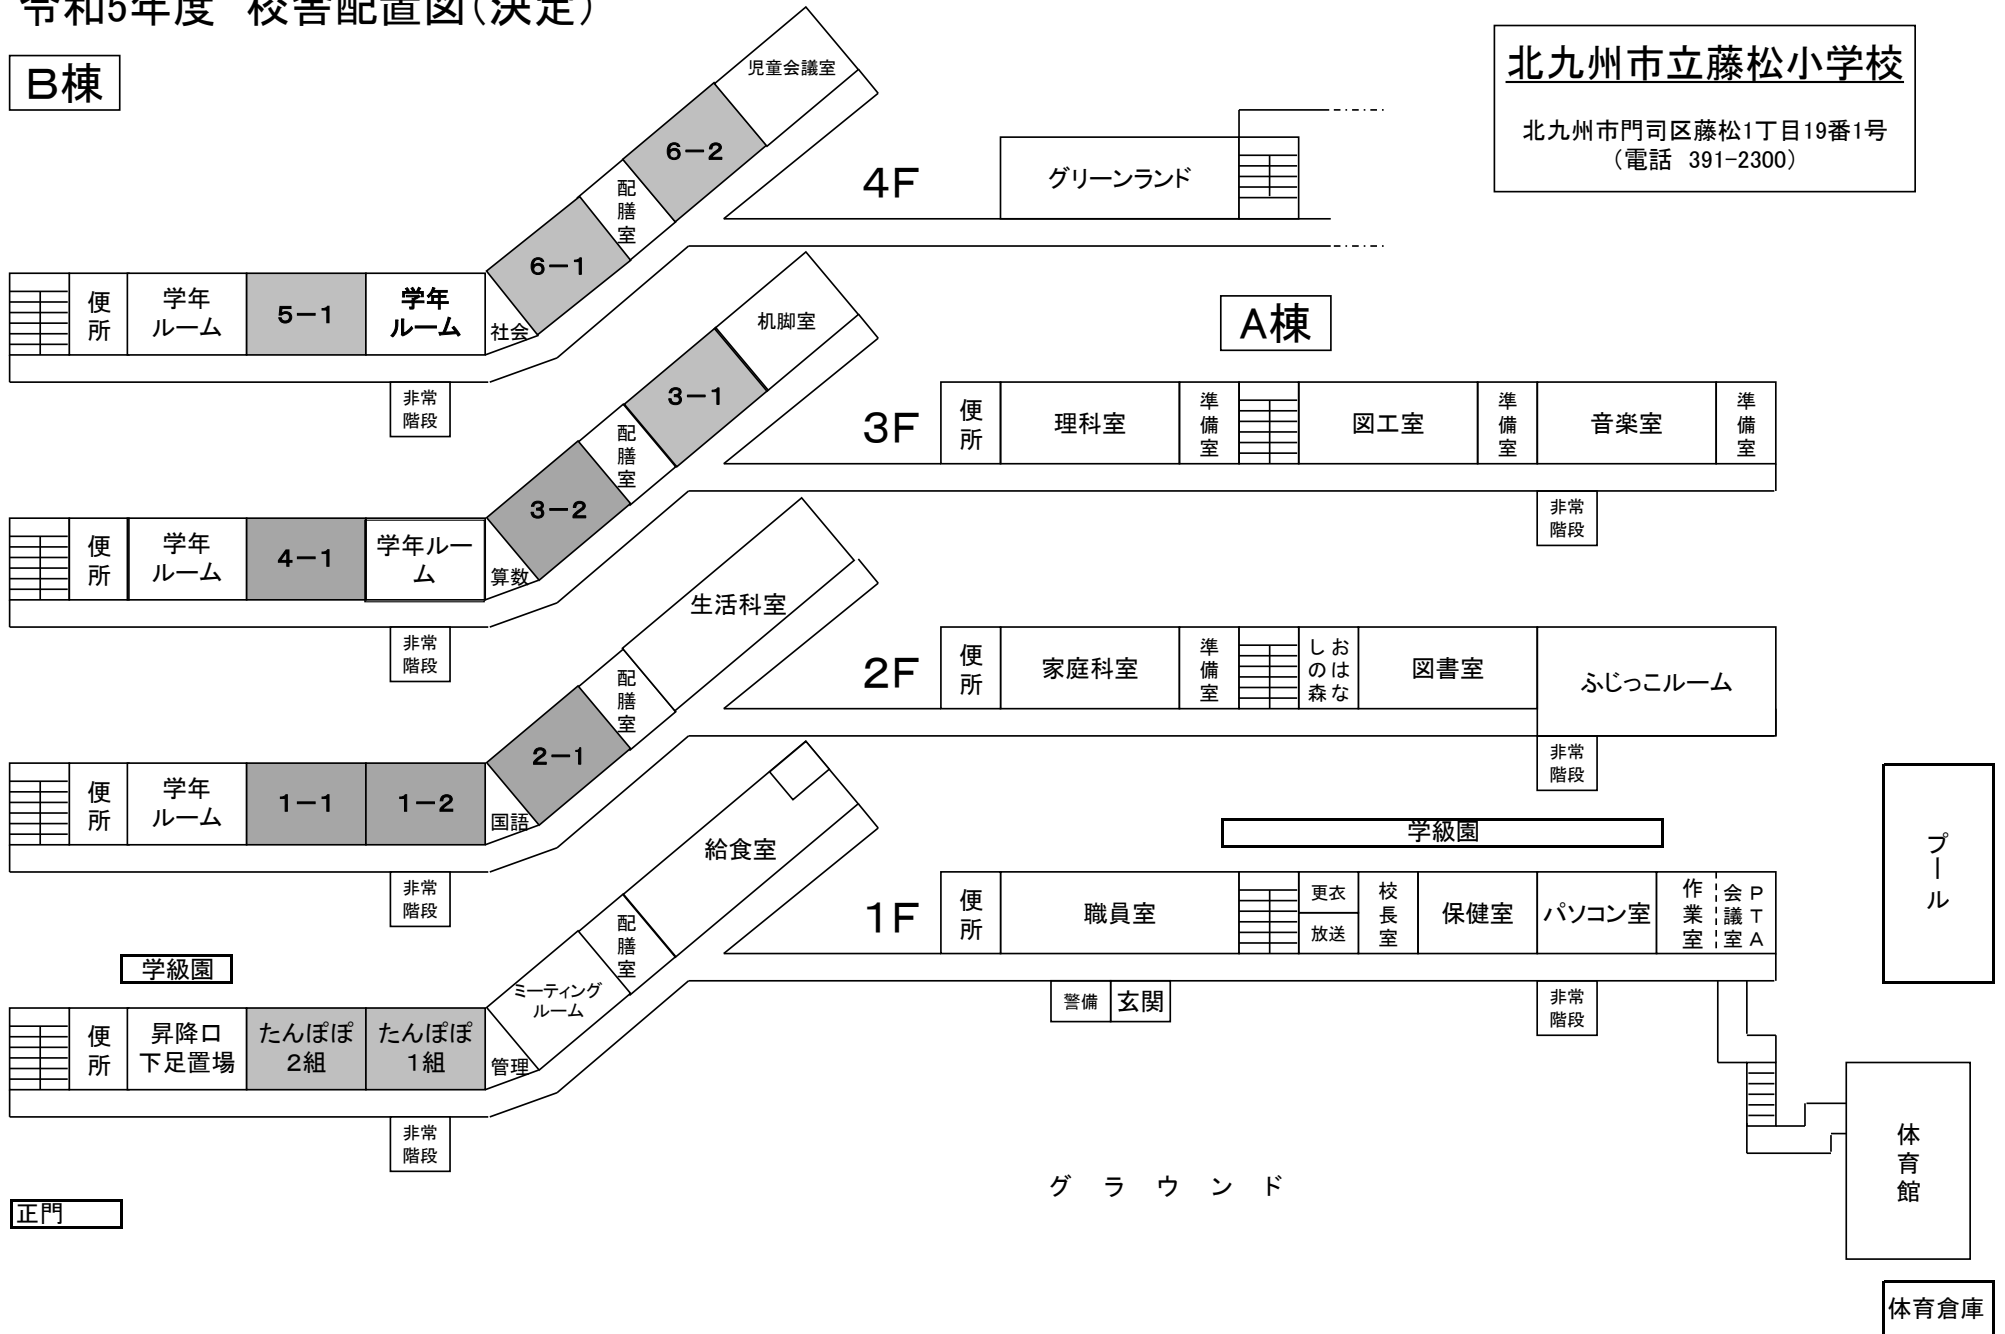 令和5年度　校舎配置図（決定）
B棟
北九州市立藤松小学校
北九州市門司区藤松1丁目19番1号
（電話　391-2300）
児童会議室
6－2
配膳室
6－1
社会
便所
学年
ルーム
5－1
学年
ルーム
非常
階段
4F
グリーンランド
A棟
机脚室
3－1
配膳室
3－2
算数
便所
学年
ルーム
4－1
学年ルー
ム
非常
階段
3F
便所
理科室
準備室
図工室
準備室
音楽室
準備室
非常
階段
生活科室
配膳室
2－1
国語
便所
学年
ルーム
1－1
1－2
非常
階段
2F
便所
家庭科室
準備室
おはな
しの森
図書室
ふじっこルーム
非常
階段
学級園
プール
給食室
配膳室
ミーティング
ルーム
管理
学級園
便所
昇降口
下足置場
たんぽぽ
2組
たんぽぽ
1組
非常
階段
1F
便所
職員室
更衣
放送
校長室
保健室
パソコン室
作業室
PTA
会議室
警備
玄関
非常
階段
正門
グラウンド
体育館
体育倉庫